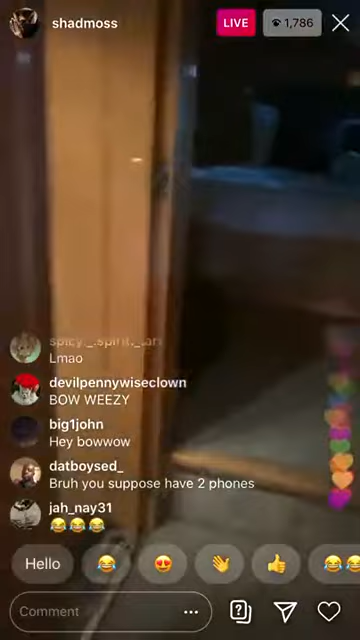 shadmoss
LIVE
1,786
Lmao
devilpennywiseclown
BOW WEEZY
big1john
Hey bowwow
datboysed_
Bruh you suppose have 2 phones
jah_nay31
😂😂😂
Hello
Comment